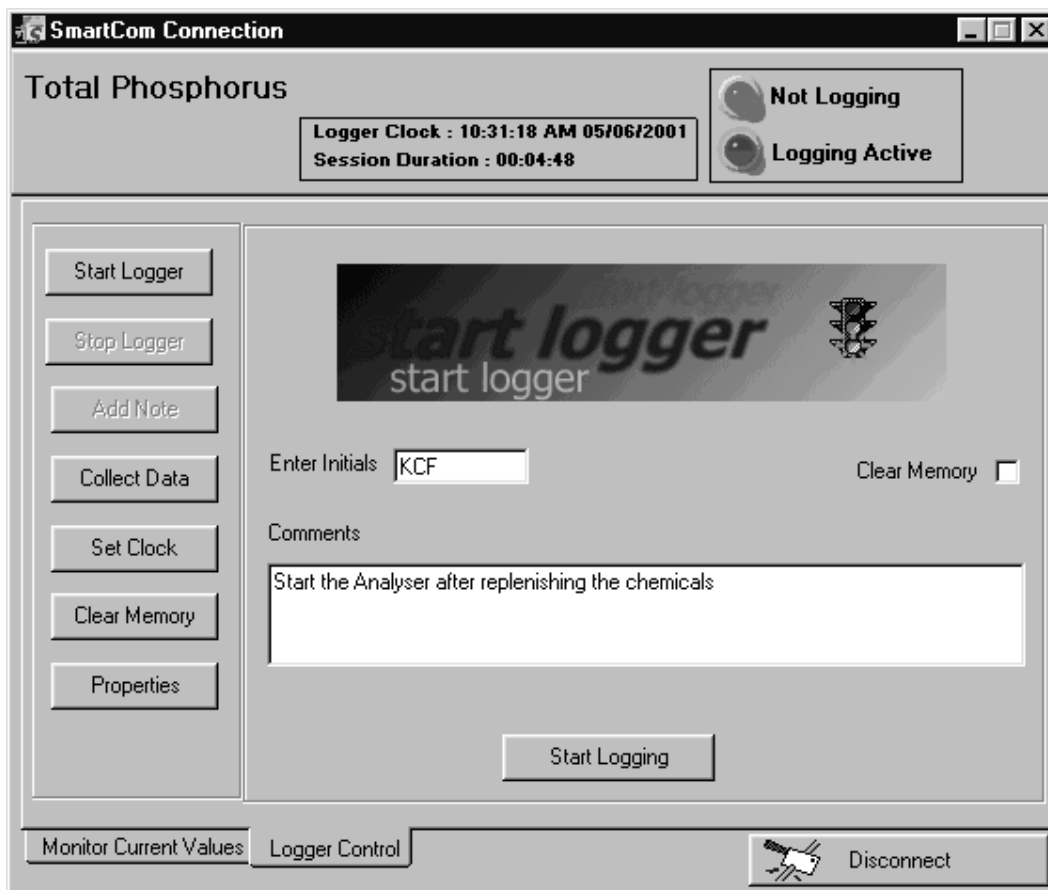 SmartCom Connection
Total Phosphorus
Logger Clock : 10:31:18 AM 05/06/2001
Session Duration : 00:04:48
Not Logging
Logging Active
Start Logger
Stop Logger
Add Note
Collect Data
Set Clock
Clear Memory
Properties
start logger
start logger
start logger
Enter Initials KCF
Clear Memory
Comments
Start the Analyser after replenishing the chemicals
Start Logging
Monitor Current Values
Logger Control
Disconnect